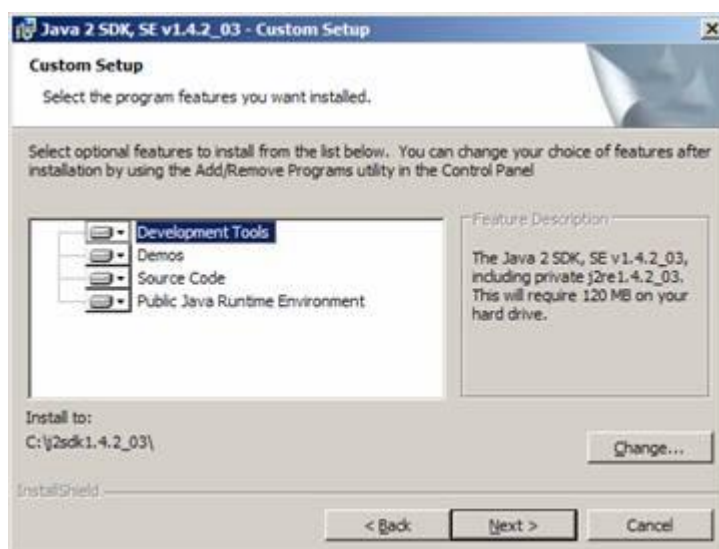 Java 2 SDK, SE v1.4.2_03 - Custom Setup
Custom Setup
Select the program features you want installed.
Select optional features to install from the list below. You can change your choice of features after
installation by using the Add/Remove Programs utility in the Control Panel
Development Tools
Demos
Source Code
Public Java Runtime Environment
Feature Description
The Java 2 SDK, SE v1.4.2_03,
including private j2re1.4.2_03.
This will require 120 MB on your
hard drive.
Install to:
C:\j2sdk1.4.2_03\
Change...
InstallShield
< Back
Next >
Cancel